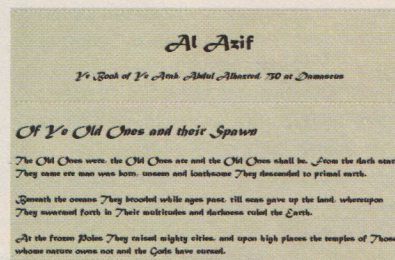 Al Azif
Ye Book of Ye Arab, Abdul Alhazred, 730 at Damascus
Of Ye Old Ones and their Spawn
The Old Ones were, the Old Ones are and the Old Ones shall be. From the dark stars
They came ere man was born, unseen and loathsome They descended to primal earth.
Beneath the oceans They brooded while ages past, till seas gave up the land, whereupon
They swarmed forth in Their multitudes and darkness ruled the Earth.
At the frozen Poles They raised mighty cities, and upon high places the temples of Those
whose nature owns not and the Gods have cursed.